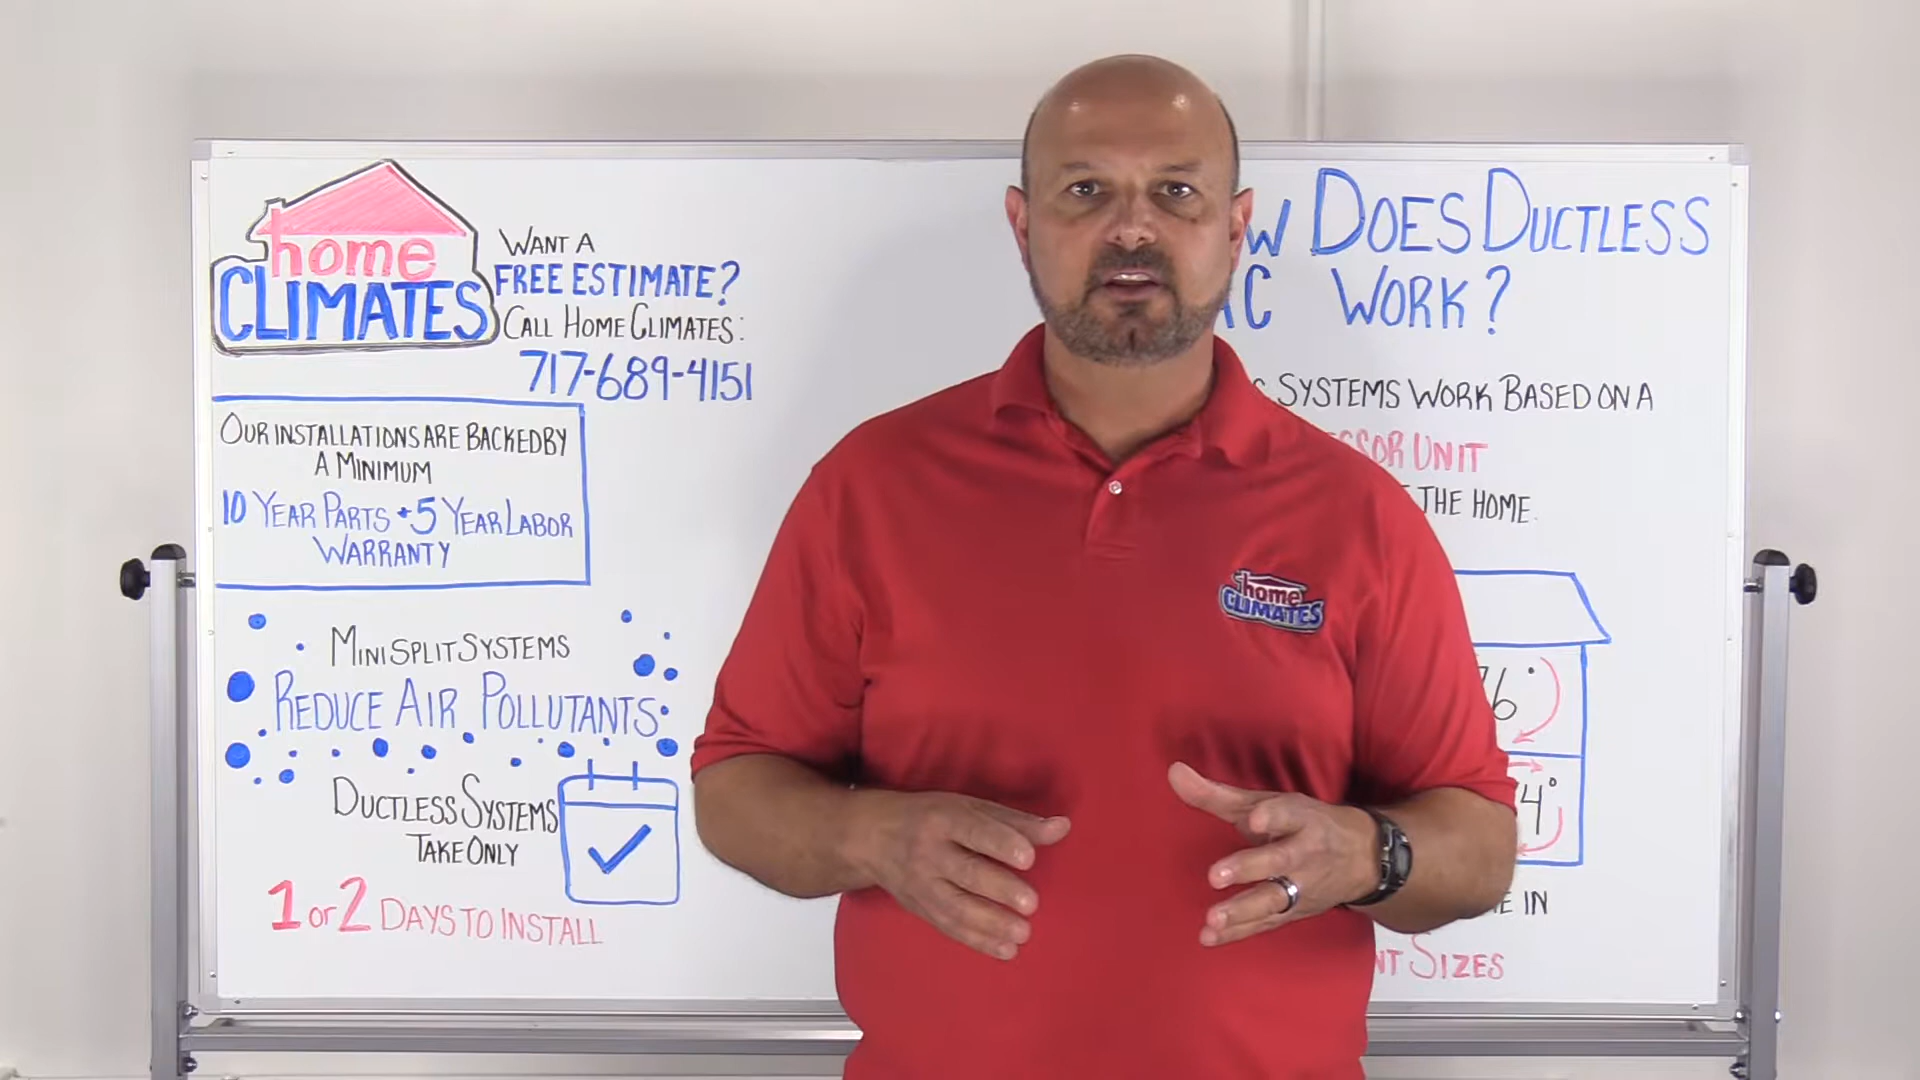 home
CLIMATES
WANT A
FREE ESTIMATE?
CALL HOME CLIMATES:
717-689-4151
OUR INSTALLATIONS ARE BACKED BY
A MINIMUM
10 YEAR PARTS + 5 YEAR LABOR
WARRANTY
MINI SPLIT SYSTEMS
REDUCE AIR POLLUTANTS
DUCTLESS SYSTEMS
TAKE ONLY
1 or 2 DAYS TO INSTALL
DOES DUCTLESS
WORK?
SYSTEMS WORK BASED ON A
UNIT
THE HOME.
IN
SIZES
home
CLIMATES